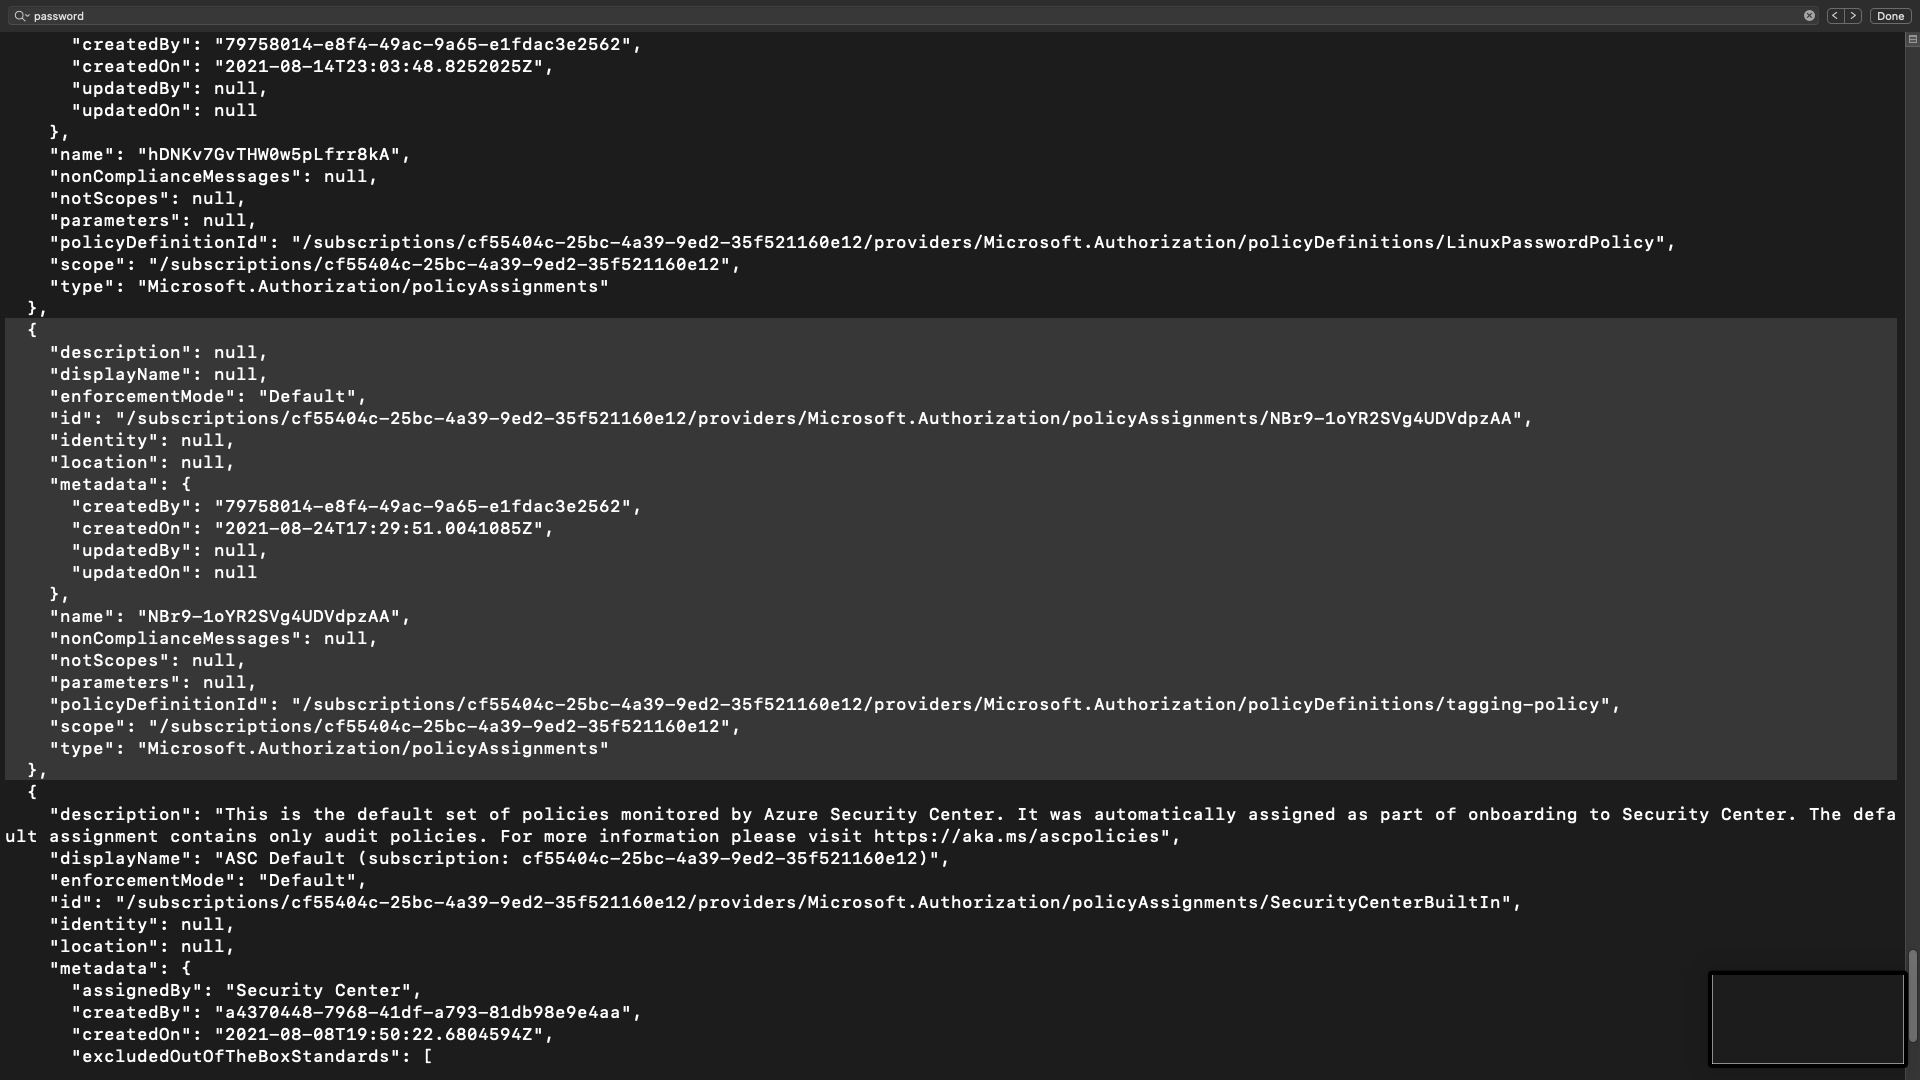 password
Done
"createdBy": "79758014-e8f4-49ac-9a65-e1fdac3e2562",
"createdOn": "2021-08-14T23:03:48.8252025Z",
"updatedBy": null,
"updatedOn": null
},
"name": "hDNKv7GvTHW0w5pLfrr8kA",
"nonComplianceMessages": null,
"notScopes": null,
"parameters": null,
"policyDefinitionId": "/subscriptions/cf55404c-25bc-4a39-9ed2-35f521160e12/providers/Microsoft.Authorization/policyDefinitions/LinuxPasswordPolicy",
"scope": "/subscriptions/cf55404c-25bc-4a39-9ed2-35f521160e12",
"type": "Microsoft.Authorization/policyAssignments"
},
{
"description": null,
"displayName": null,
"enforcementMode": "Default",
"id": "/subscriptions/cf55404c-25bc-4a39-9ed2-35f521160e12/providers/Microsoft.Authorization/policyAssignments/NBr9-1oYR2SVg4UDVdpzAA",
"identity": null,
"location": null,
"metadata": {
"createdBy": "79758014-e8f4-49ac-9a65-e1fdac3e2562",
"createdOn": "2021-08-24T17:29:51.0041085Z",
"updatedBy": null,
"updatedOn": null
},
"name": "NBr9-1oYR2SVg4UDVdpzAA",
"nonComplianceMessages": null,
"notScopes": null,
"parameters": null,
"policyDefinitionId": "/subscriptions/cf55404c-25bc-4a39-9ed2-35f521160e12/providers/Microsoft.Authorization/policyDefinitions/tagging-policy",
"scope": "/subscriptions/cf55404c-25bc-4a39-9ed2-35f521160e12",
"type": "Microsoft.Authorization/policyAssignments"
},
{
"description": "This is the default set of policies monitored by Azure Security Center. It was automatically assigned as part of onboarding to Security Center. The defa
ult assignment contains only audit policies. For more information please visit https://aka.ms/ascpolicies",
"displayName": "ASC Default (subscription: cf55404c-25bc-4a39-9ed2-35f521160e12)",
"enforcementMode": "Default",
"id": "/subscriptions/cf55404c-25bc-4a39-9ed2-35f521160e12/providers/Microsoft.Authorization/policyAssignments/SecurityCenterBuiltIn",
"identity": null,
"location": null,
"metadata": {
"assignedBy": "Security Center",
"createdBy": "a4370448-7968-41df-a793-81db98e9e4aa",
"createdOn": "2021-08-08T19:50:22.6804594Z",
"excludedOutOfTheBoxStandards": [